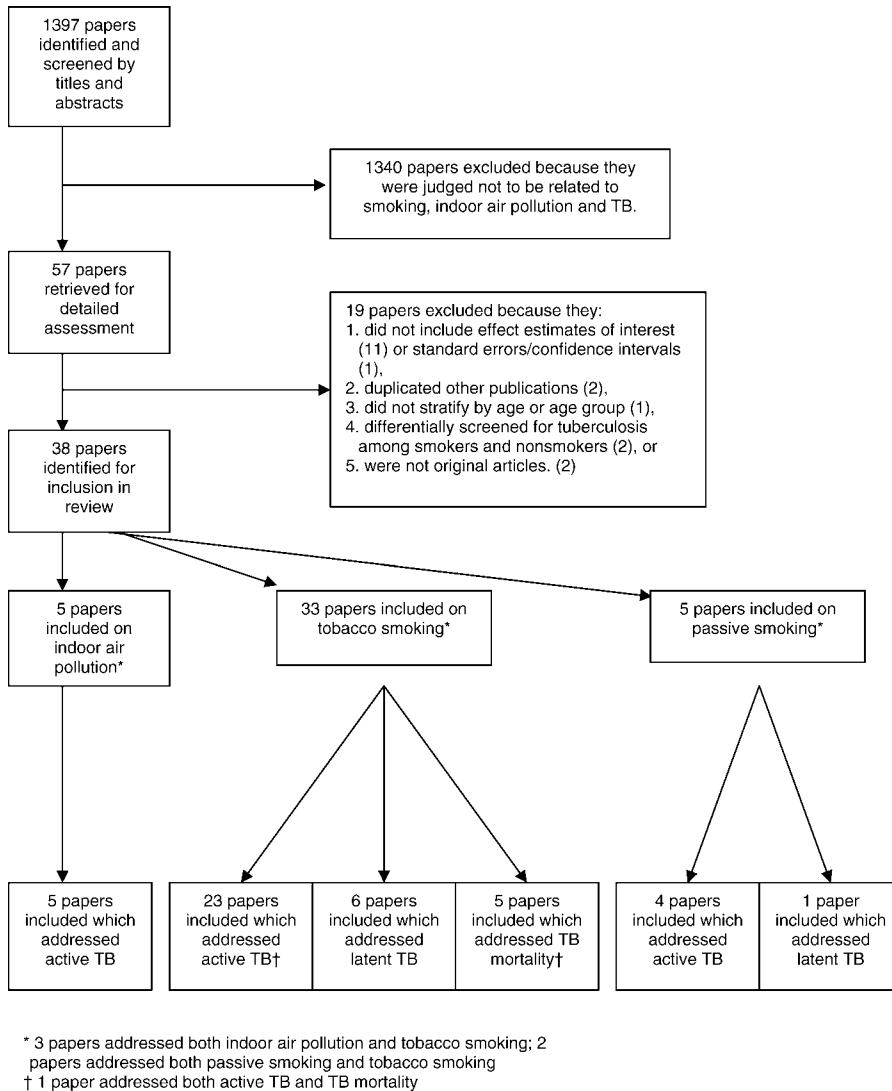 1397 papers
identified and
screened by
titles and
abstracts
1340 papers excluded because they
were judged not to be related to
smoking, indoor air pollution and TB.
57 papers
retrieved for
detailed
assessment
19 papers excluded because they:
1. did not include effect estimates of interest
(11) or standard errors/confidence intervals
(1),
2. duplicated other publications (2),
3. did not stratify by age or age group (1),
4. differentially screened for tuberculosis
among smokers and nonsmokers (2), or
5. were not original articles. (2)
38 papers
identified for
inclusion in
review
5 papers
included on
indoor air
pollution*
33 papers included on
tobacco smoking*
5 papers included on
passive smoking*
5 papers
included which
addressed
active TB
23 papers
included which
addressed
active TB†
6 papers
included which
addressed
latent TB
5 papers
included which
addressed TB
mortality†
4 papers
included which
addressed
active TB
1 paper
included which
addressed
latent TB
* 3 papers addressed both indoor air pollution and tobacco smoking; 2
papers addressed both passive smoking and tobacco smoking
† 1 paper addressed both active TB and TB mortality